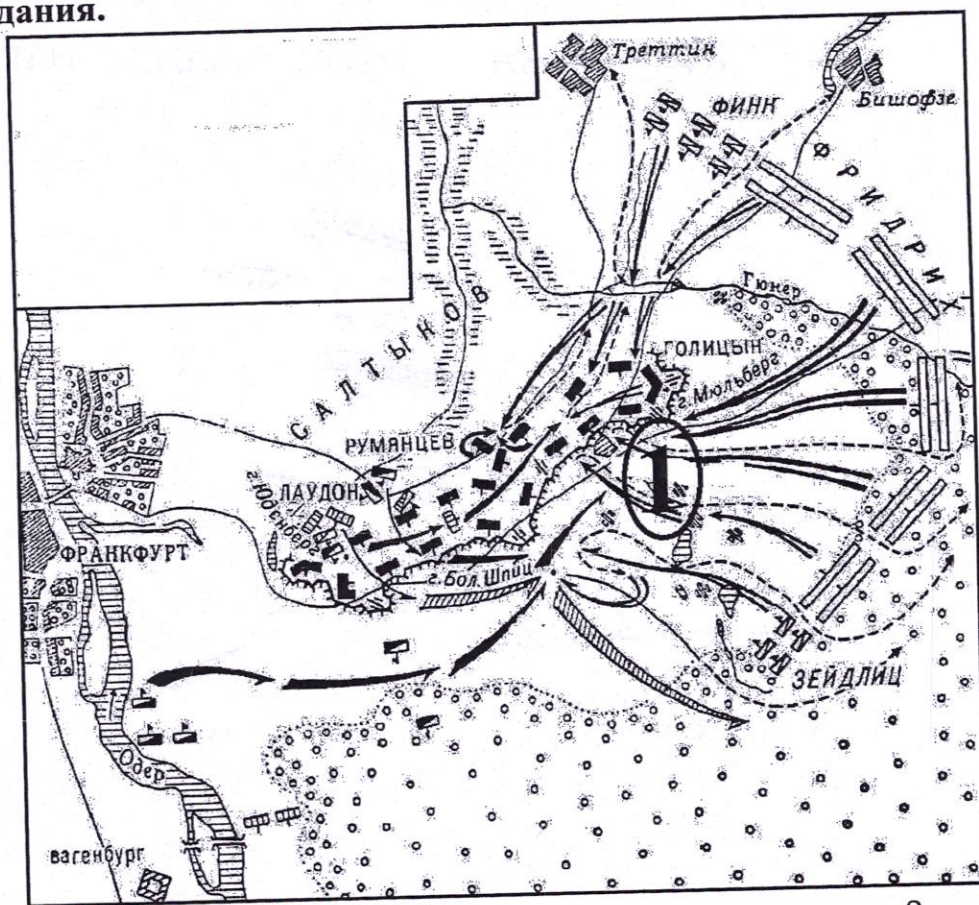 дания.
Треттин
Бишофзе
ФИНК
ФРИДРИХ
Гюнер
САЛТЫКОВ
ГОЛИЦЫН
г. Мюльберг
РУМЯНЦЕВ
ЛАУДОН
г. Юденберг
ФРАНКФУРТ
г. Бол. Шпиц
ЗЕЙДЛИЦ
Одер
вагенбург